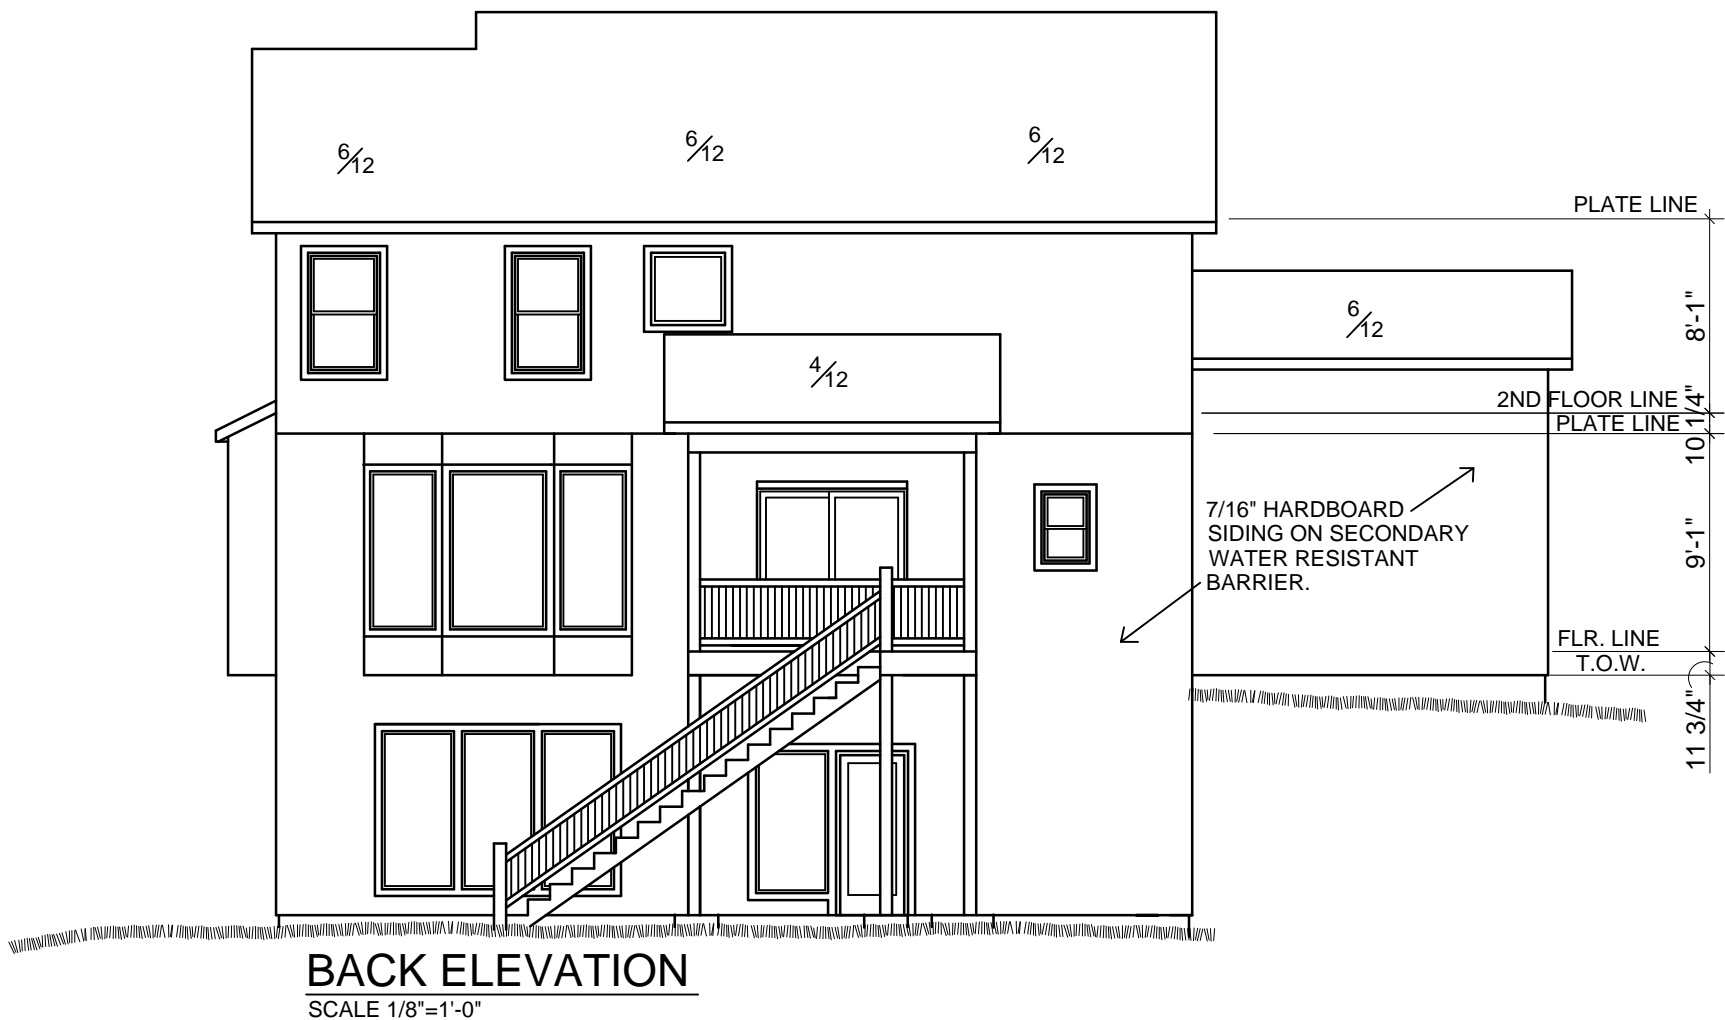 6/12
6/12
6/12
PLATE LINE
8'-1"
6/12
4/12
2ND FLOOR LINE
10 1/4"
PLATE LINE
7/16" HARDBOARD
SIDING ON SECONDARY
WATER RESISTANT
BARRIER.
9'-1"
FLR. LINE
T.O.W.
11 3/4"
BACK ELEVATION
SCALE 1/8"=1'-0"